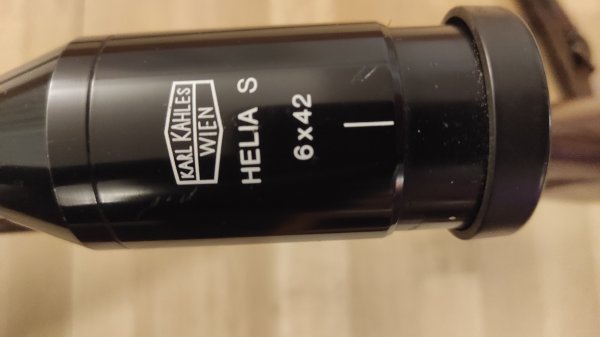 KARL KAHLES
WIEN
HELIA S
6x42